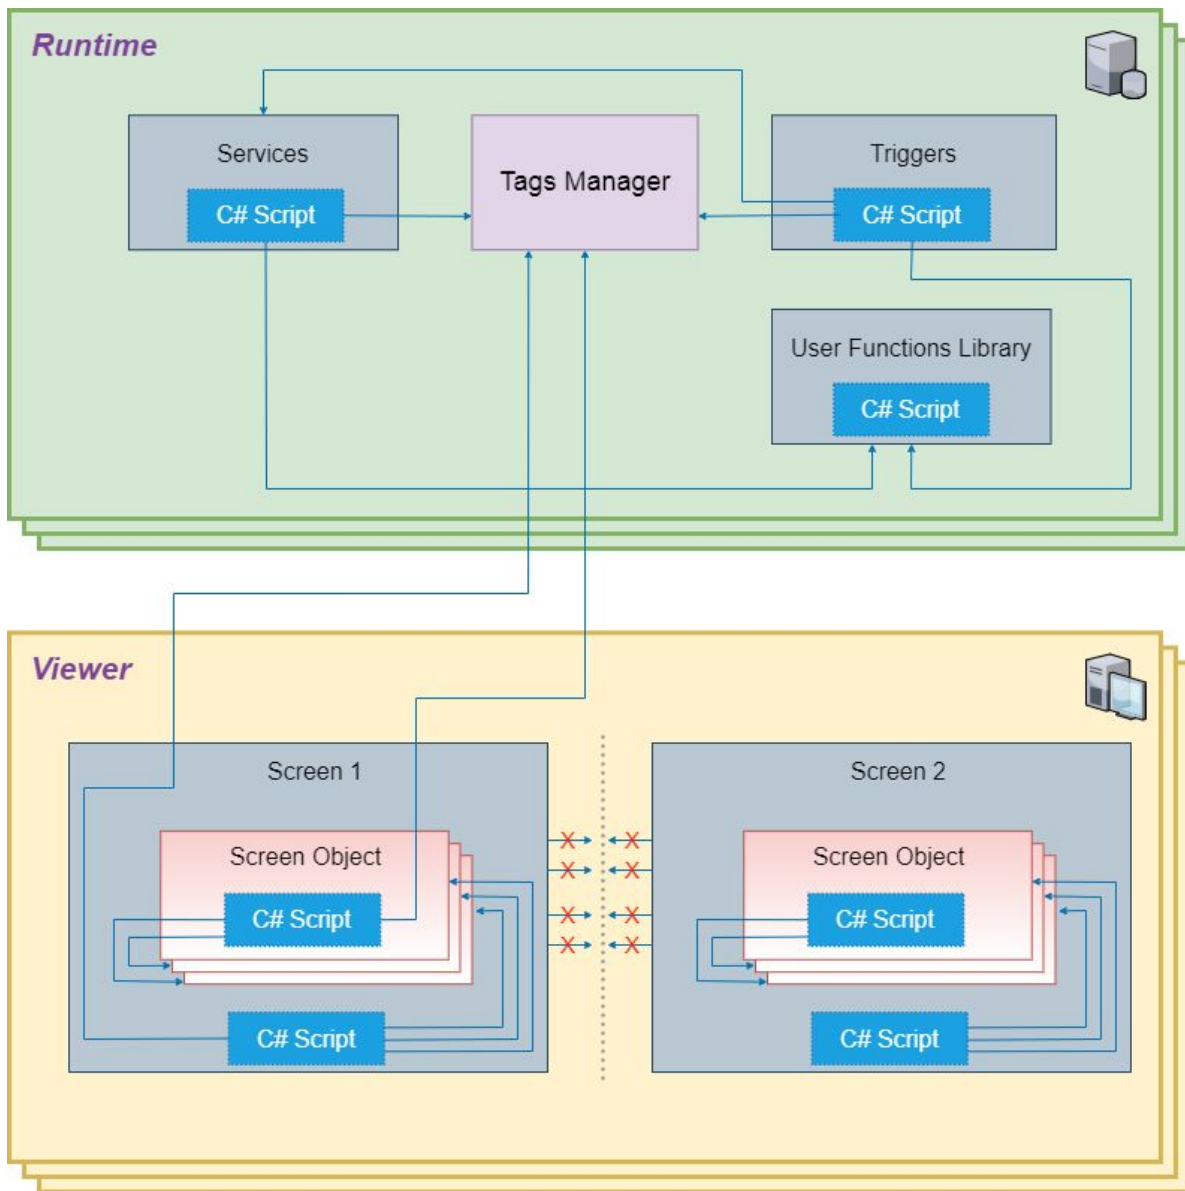 Runtime
Services
Tags Manager
Triggers
C# Script
C# Script
User Functions Library
C# Script
Viewer
Screen 1
Screen 2
X X
Screen Object
Screen Object
X X
C# Script
C# Script
X X
X X
C# Script
C# Script